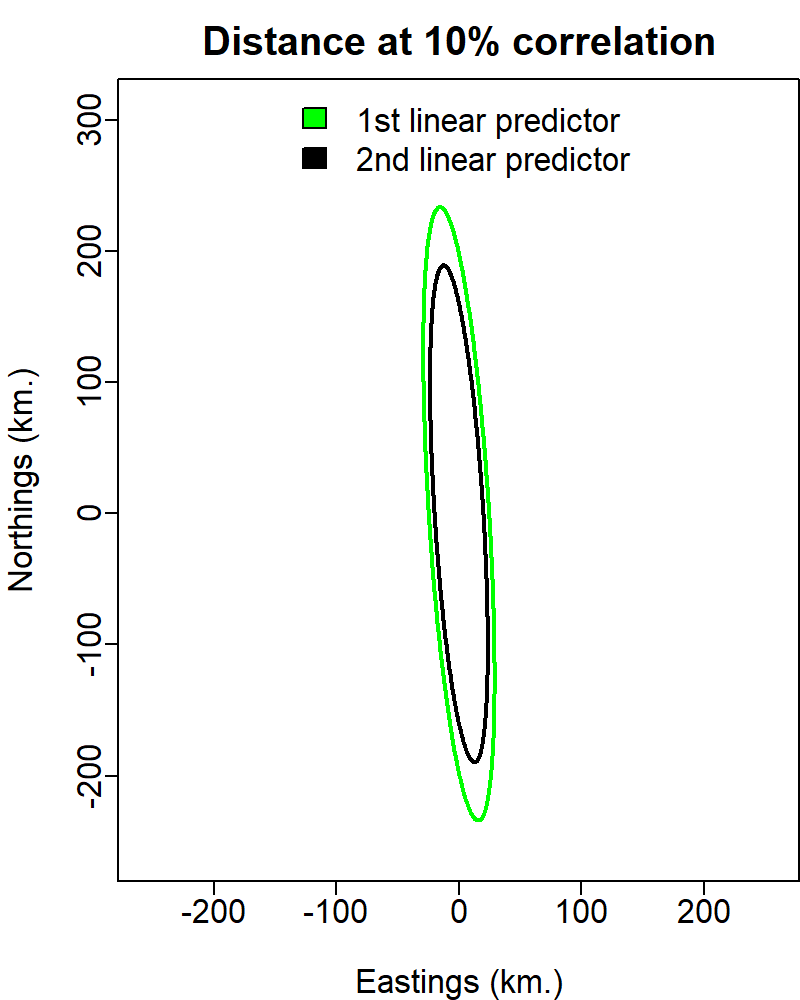 Distance at 10% correlation
1st linear predictor
2nd linear predictor
300
200
100
0
-100
-200
Northings (km.)
-200 -100 0 100 200
Eastings (km.)